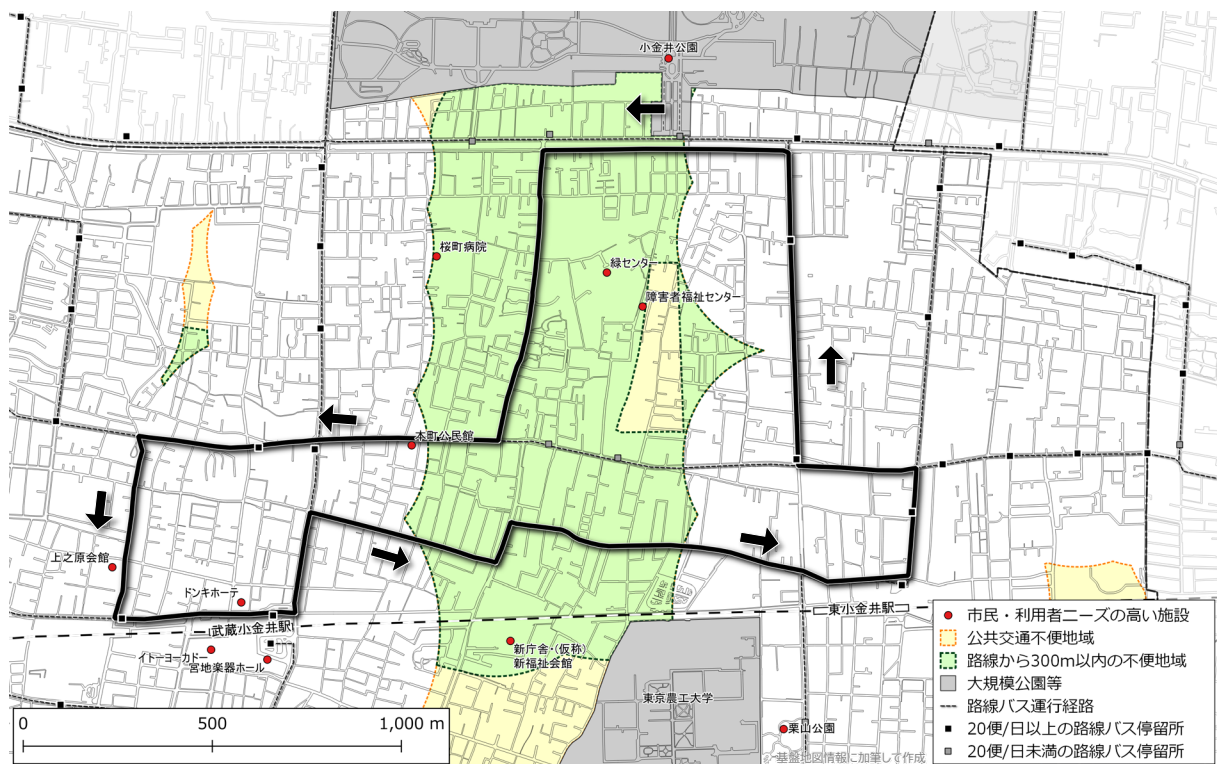 小金井公園
桜町病院
緑センター
障害者福祉センター
本町公民館
上之原会館
ドンキホーテ
武蔵小金井駅
東小金井駅
イトーヨーカドー
宮地楽器ホール
新庁舎・(仮称)
新福祉会館
東京農工大学
栗山公園
市民・利用者ニーズの高い施設
公共交通不便地域
路線から300m以内の不便地域
大規模公園等
路線バス運行経路
20便/日以上の路線バス停留所
20便/日未満の路線バス停留所
0 500 1,000 m
基盤地図情報に加筆して作成